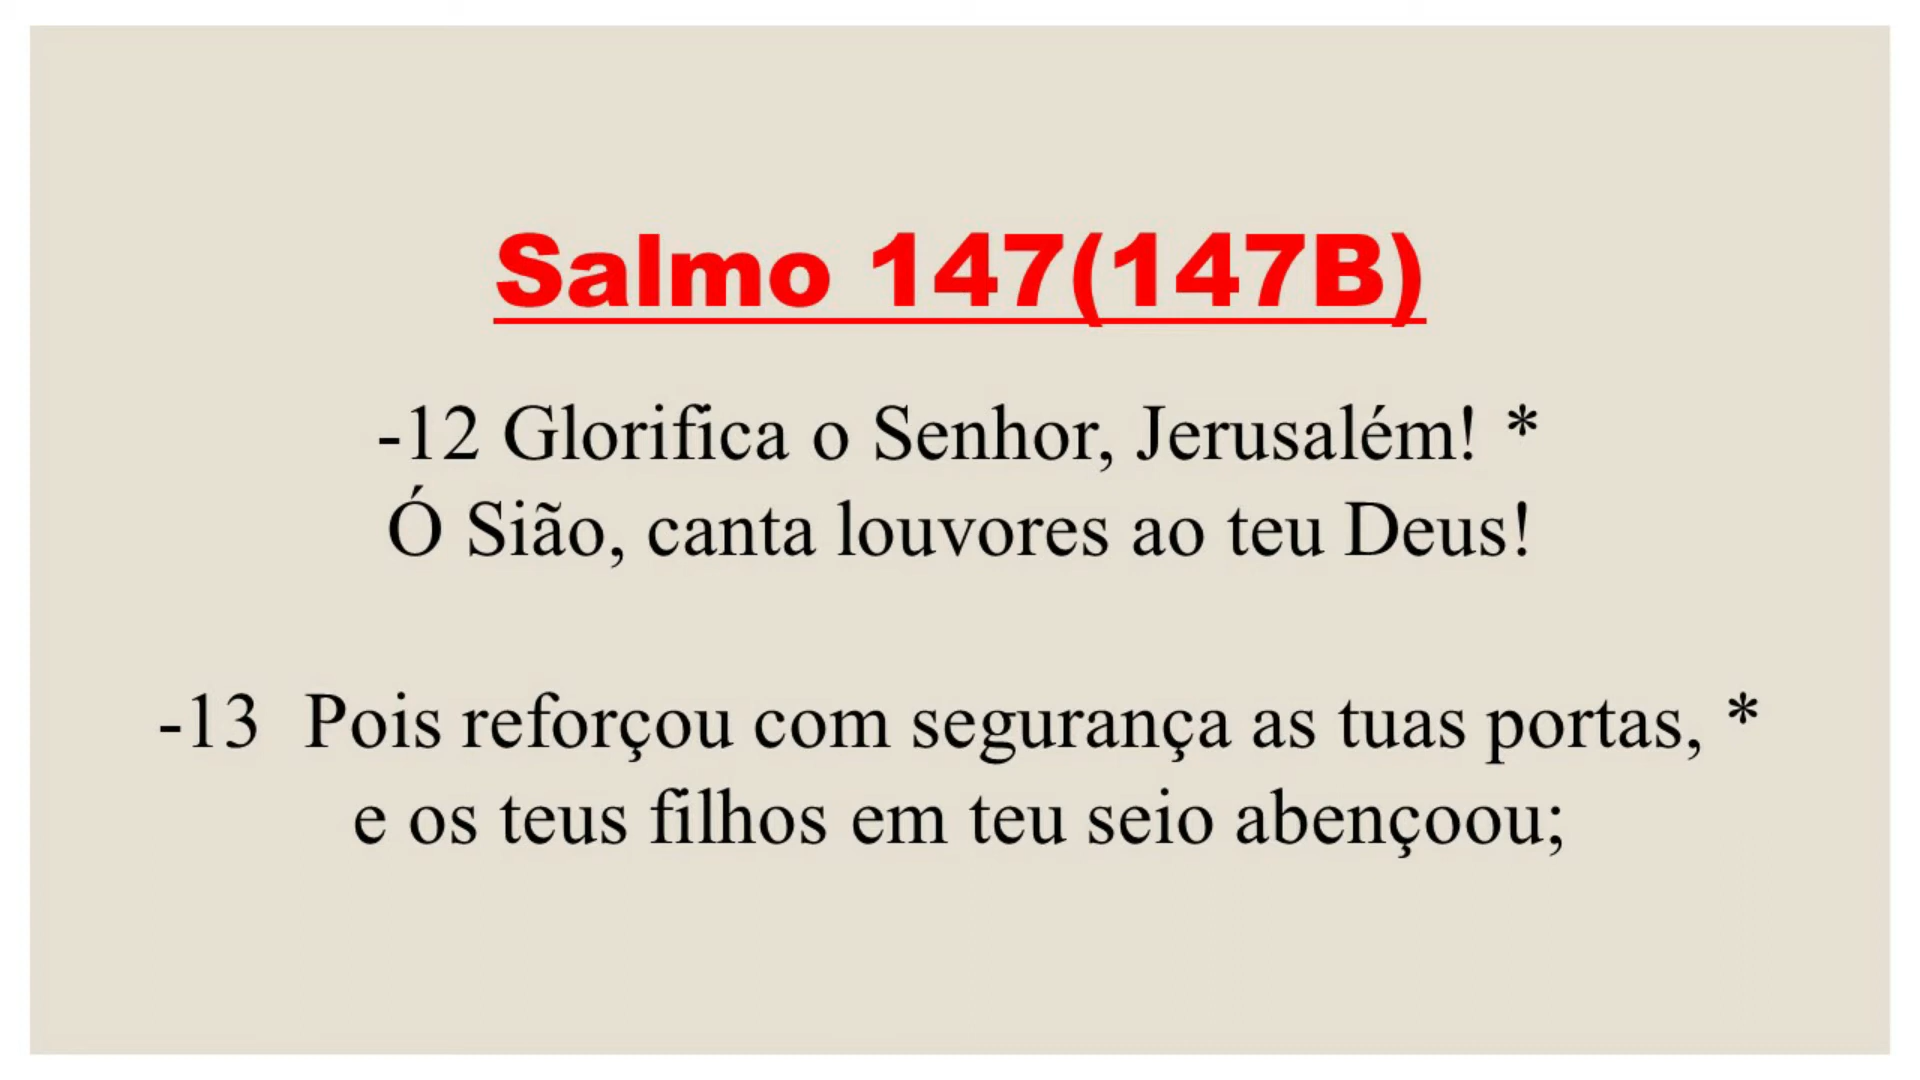 Salmo 147(147B)
-12 Glorifica o Senhor, Jerusalém! *
Ó Sião, canta louvores ao teu Deus!
-13  Pois reforçou com segurança as tuas portas, *
e os teus filhos em teu seio abençoou;